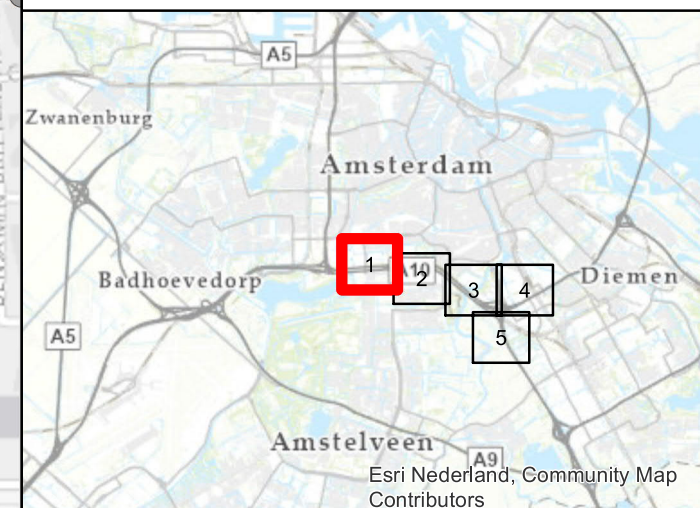 A5
Zwanenburg
Amsterdam
1
A10
2
Badhoevedorp
3
4
Diemen
A5
5
Amstelveen
A9
Esri Nederland, Community Map
Contributors